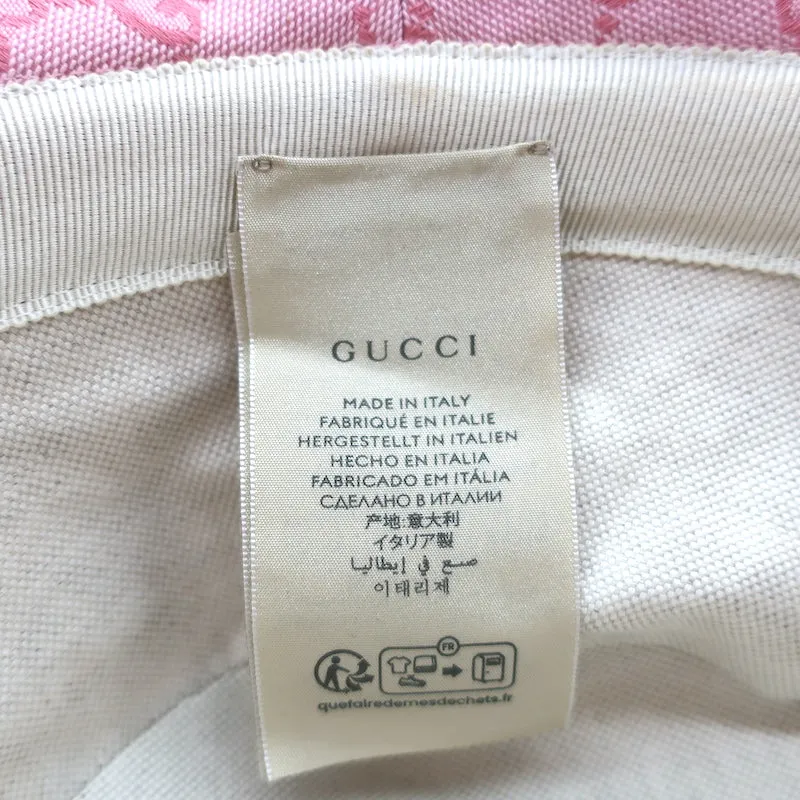 GUCCI
MADE IN ITALY
FABRIQUÉ EN ITALIE
HERGESTELLT IN ITALIEN
HECHO EN ITALIA
FABRICADO EM ITÁLIA
СДЕЛАНО В ИТАЛИИ
产地:意大利
イタリア製
صنع في إيطاليا
이태리제
FR
quefairedemesdechets.fr